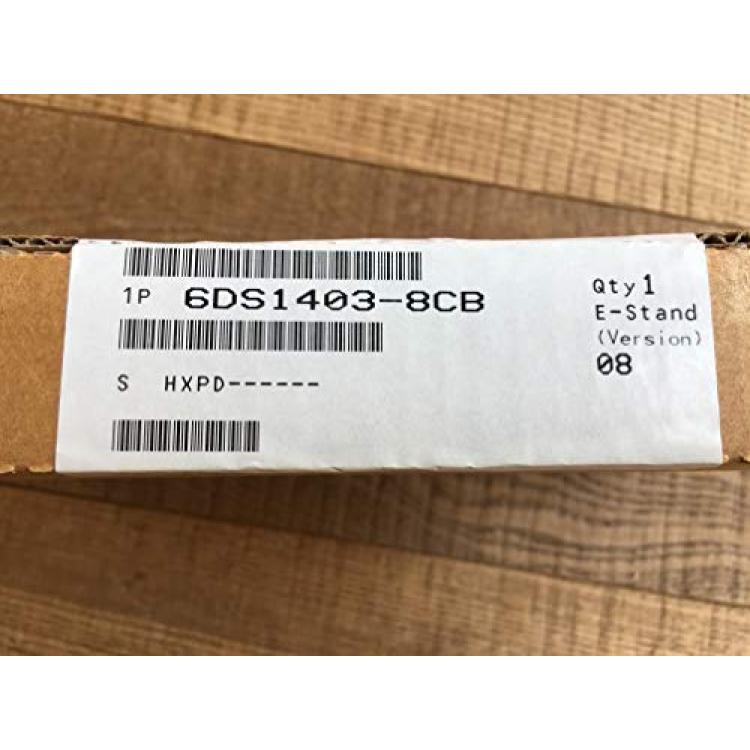 1P 6DS1403-8CB
S HXPD------
Qty 1
E-Stand
(Version)
08